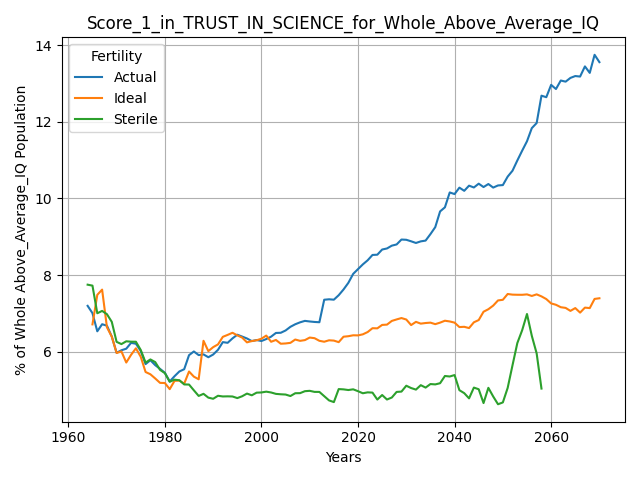 Score_1_in_TRUST_IN_SCIENCE_for_Whole_Above_Average_IQ
Fertility
Actual
Ideal
Sterile
% of Whole Above_Average_IQ Population
14
12
10
8
6
1960 1980 2000 2020 2040 2060
Years